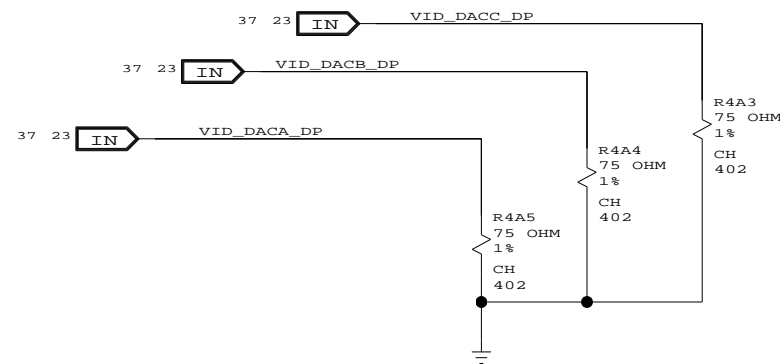 37 23 IN VID_DACC_DP
37 23 IN VID_DACB_DP
37 23 IN VID_DACA_DP
R4A3
75 OHM
1%
CH
402
R4A4
75 OHM
1%
CH
402
R4A5
75 OHM
1%
CH
402